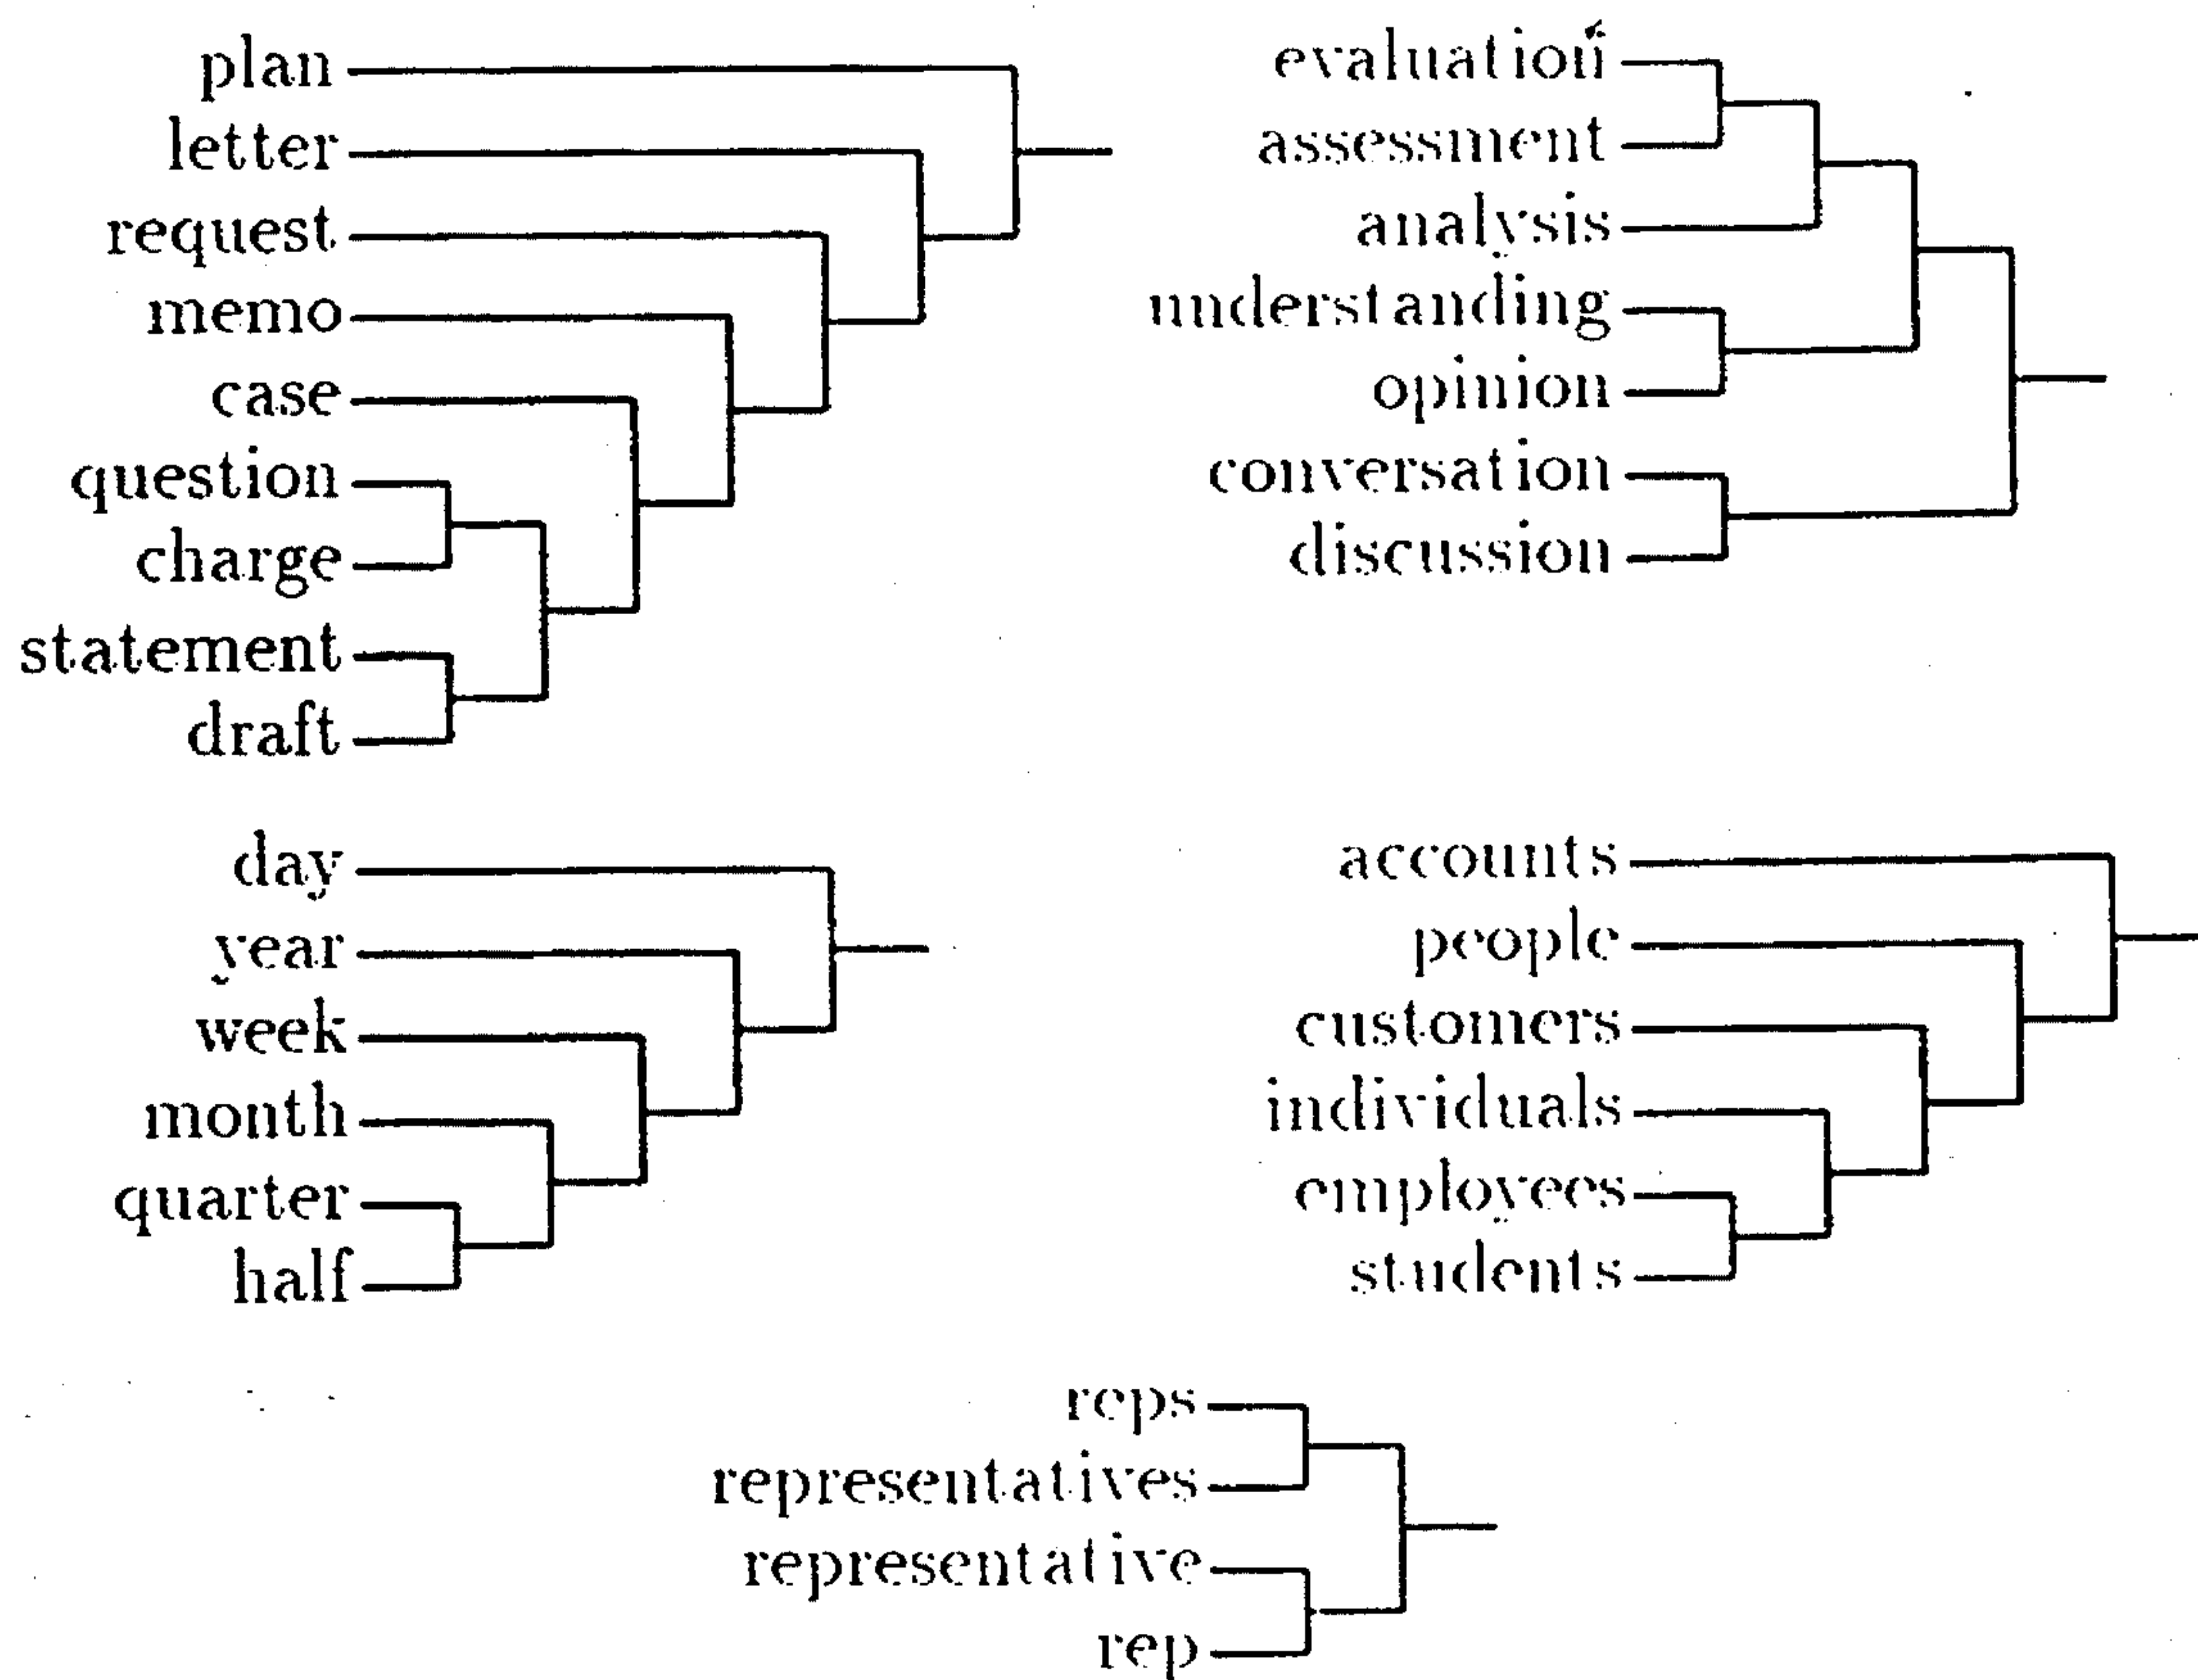 plan
letter
request
memo
case
question
charge
statement
draft
evaluation
assessment
analysis
understanding
opinion
conversation
discussion
day
year
week
month
quarter
half
accounts
people
customers
individuals
employees
students
reps
representatives
representative
rep